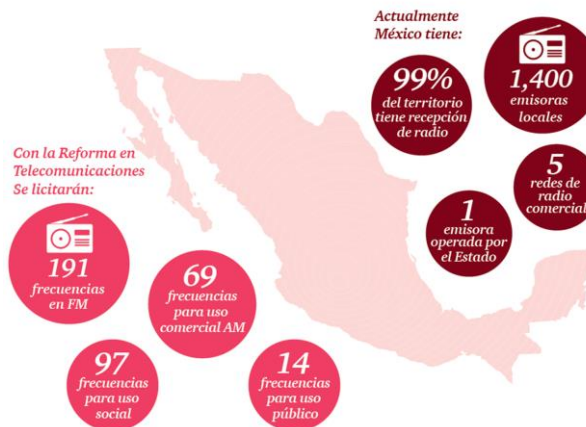 Actualmente
México tiene:
99%
del territorio
tiene recepción
de radio
1,400
emisoras
locales
5
redes de
radio
comercial
1
emisora
operada por
el Estado
Con la Reforma en
Telecomunicaciones
Se licitarán:
191
frecuencias
en FM
69
frecuencias
para uso
comercial AM
97
frecuencias
para uso
social
14
frecuencias
para uso
público